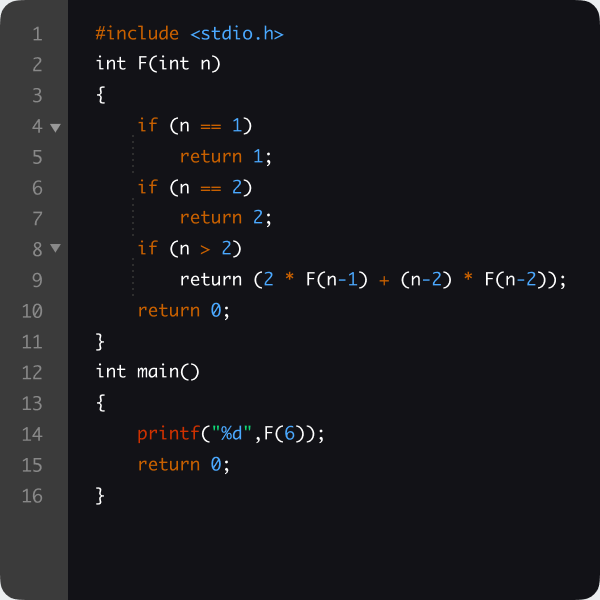 1 #include <stdio.h>
2 int F(int n)
3 {
4 if (n == 1)
5 return 1;
6 if (n == 2)
7 return 2;
8 if (n > 2)
9 return (2 * F(n-1) + (n-2) * F(n-2));
10 return 0;
11 }
12 int main()
13 {
14 printf("%d",F(6));
15 return 0;
16 }